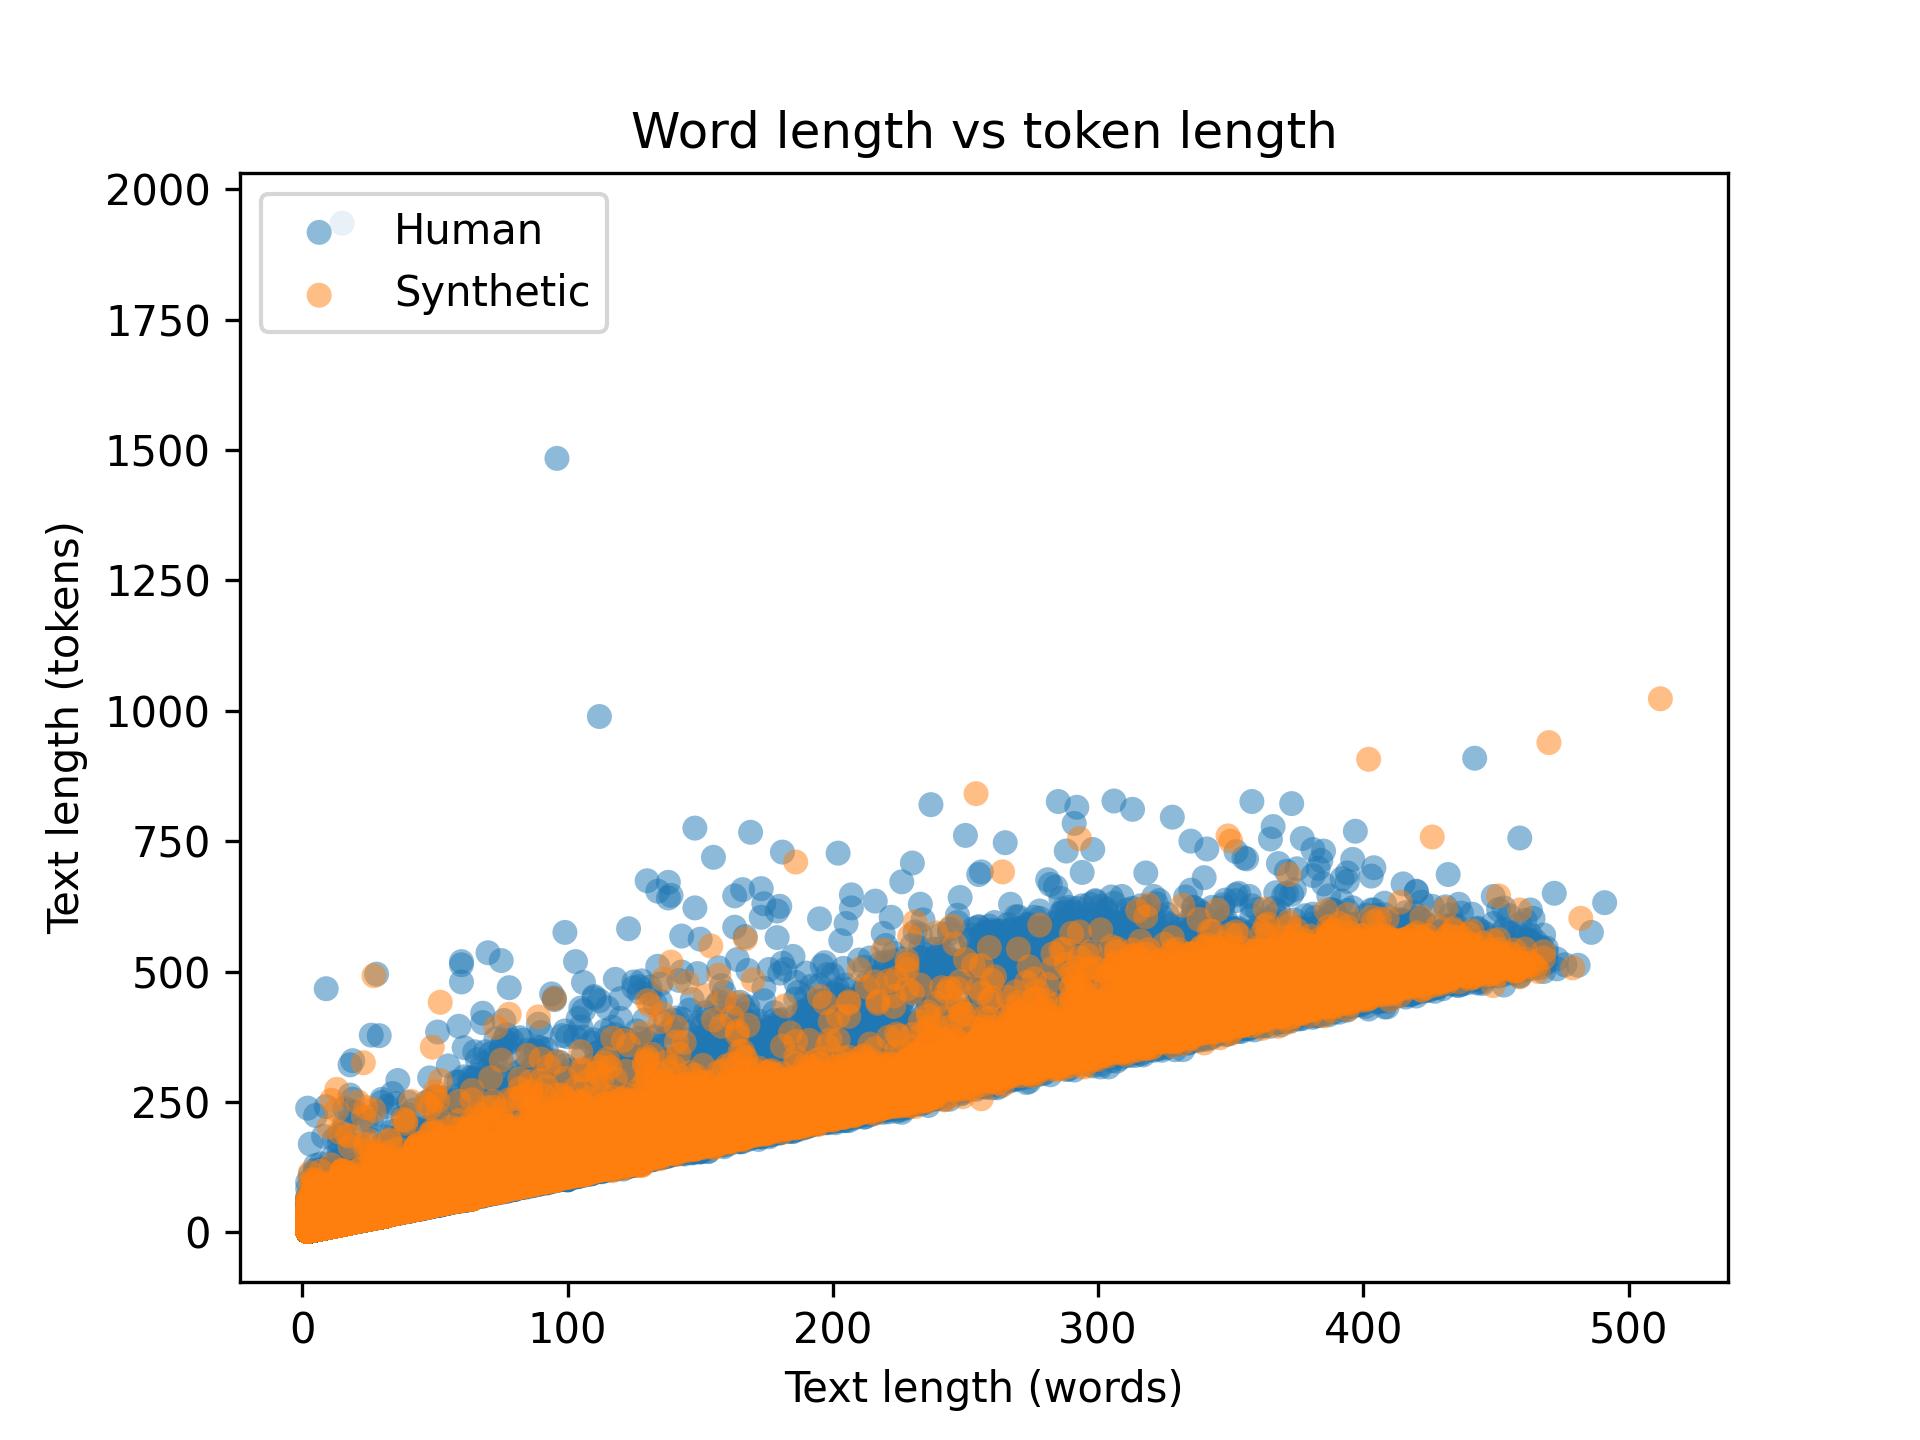 Word length vs token length
Human
Synthetic
2000
1750
1500
1250
1000
750
500
250
0
Text length (tokens)
0 100 200 300 400 500
Text length (words)